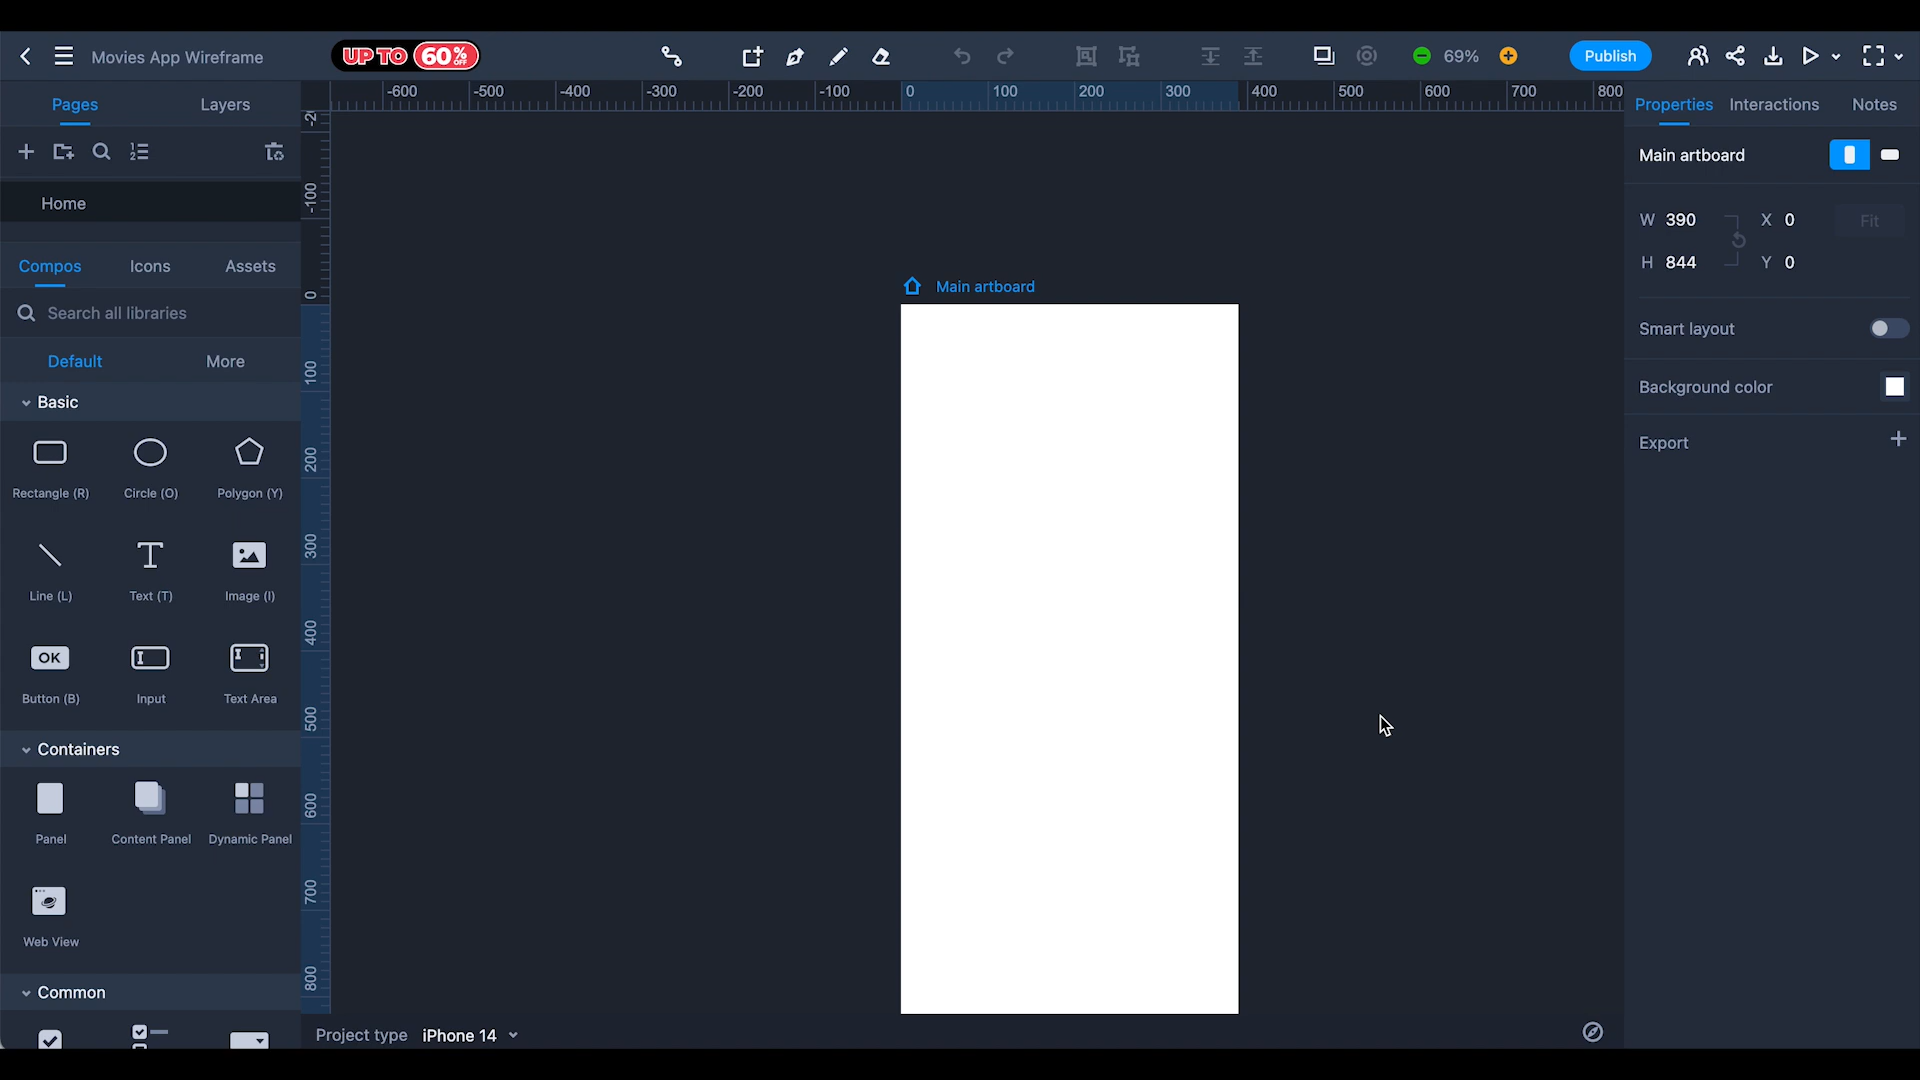 Movies App Wireframe
UP TO 60% OFF
69%
Publish
Pages
Layers
-600 -500 -400 -300 -200 -100 0 100 200 300 400 500 600 700 800
Properties
Interactions
Notes
Home
Compos
Icons
Assets
Search all libraries
Default
More
Basic
Rectangle (R)
Circle (O)
Polygon (Y)
Line (L)
Text (T)
Image (I)
OK
Button (B)
Input
Text Area
Containers
Panel
Content Panel
Dynamic Panel
Web View
Common
-100
0
100
200
300
400
500
600
700
800
Main artboard
Project type
iPhone 14
Main artboard
W 390
X 0
Fit
H 844
Y 0
Smart layout
Background color
Export